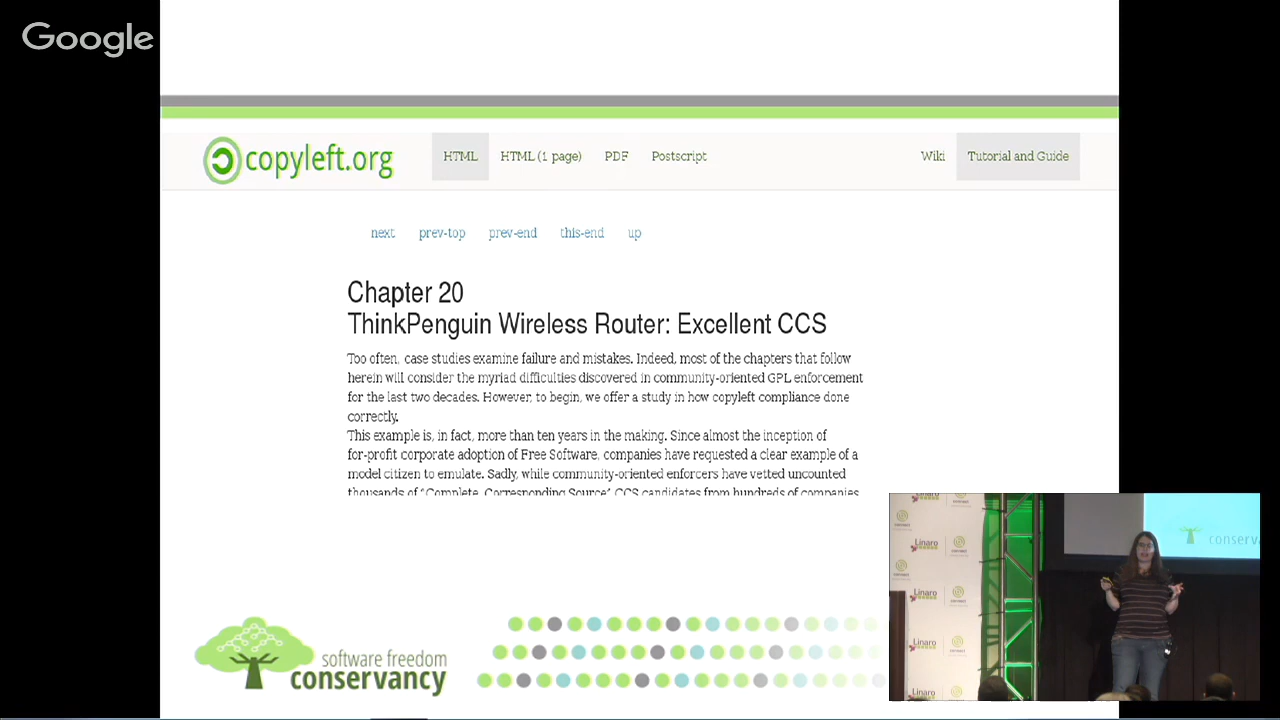 Google
copyleft.org
HTML HTML (1 page) PDF Postscript Wiki Tutorial and Guide
next prev-top prev-end this-end up
Chapter 20
ThinkPenguin Wireless Router: Excellent CCS
Too often, case studies examine failure and mistakes. Indeed, most of the chapters that follow
herein will consider the myriad difficulties discovered in community-oriented GPL enforcement
for the last two decades. However, to begin, we offer a study in how copyleft compliance done
correctly.
This example is, in fact, more than ten years in the making. Since almost the inception of
for-profit corporate adoption of Free Software, companies have requested a clear example of a
model citizen to emulate. Sadly, while community-oriented enforcers have vetted uncounted
thousands of “Complete, Corresponding Source” CCS candidates from hundreds of companies
software freedom
conservancy
Linaro
Linaro
Linaro
Linaro
Linaro
conserva